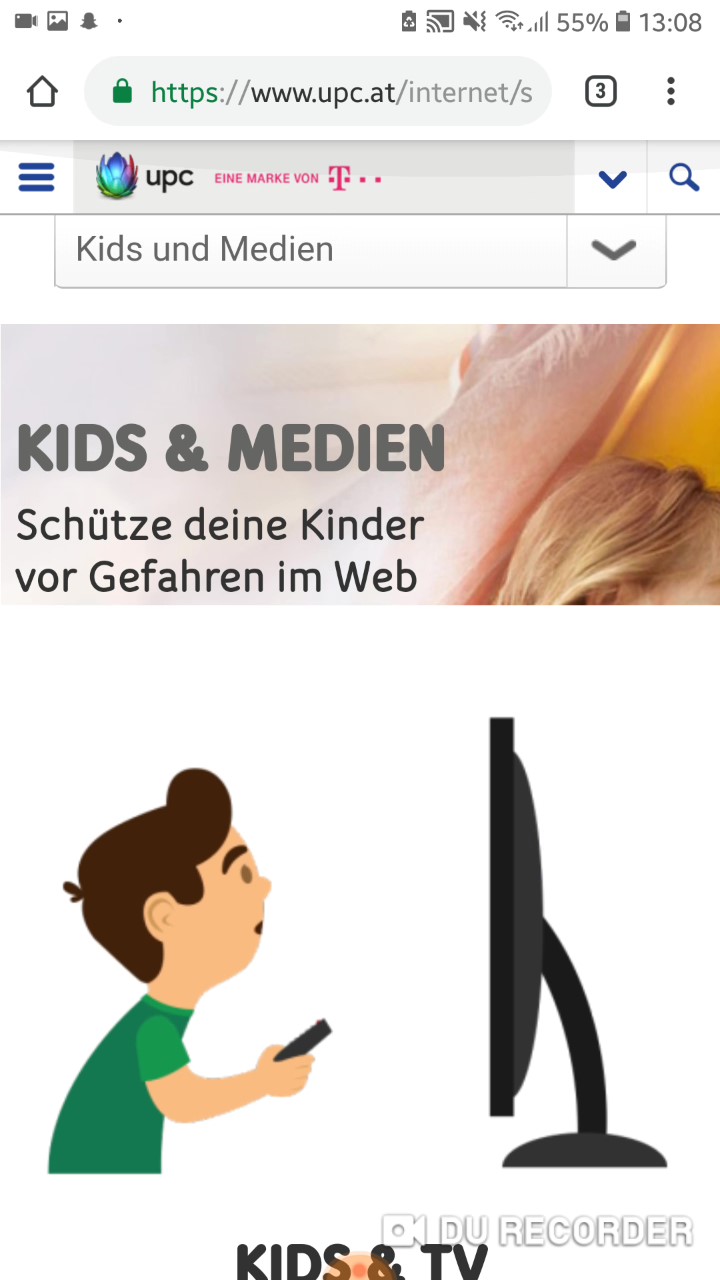 55% 13:08
https://www.upc.at/internet/s
3
upc EINE MARKE VON T
Kids und Medien
KIDS & MEDIEN
Schütze deine Kinder
vor Gefahren im Web
DU RECORDER
KIDS & TV